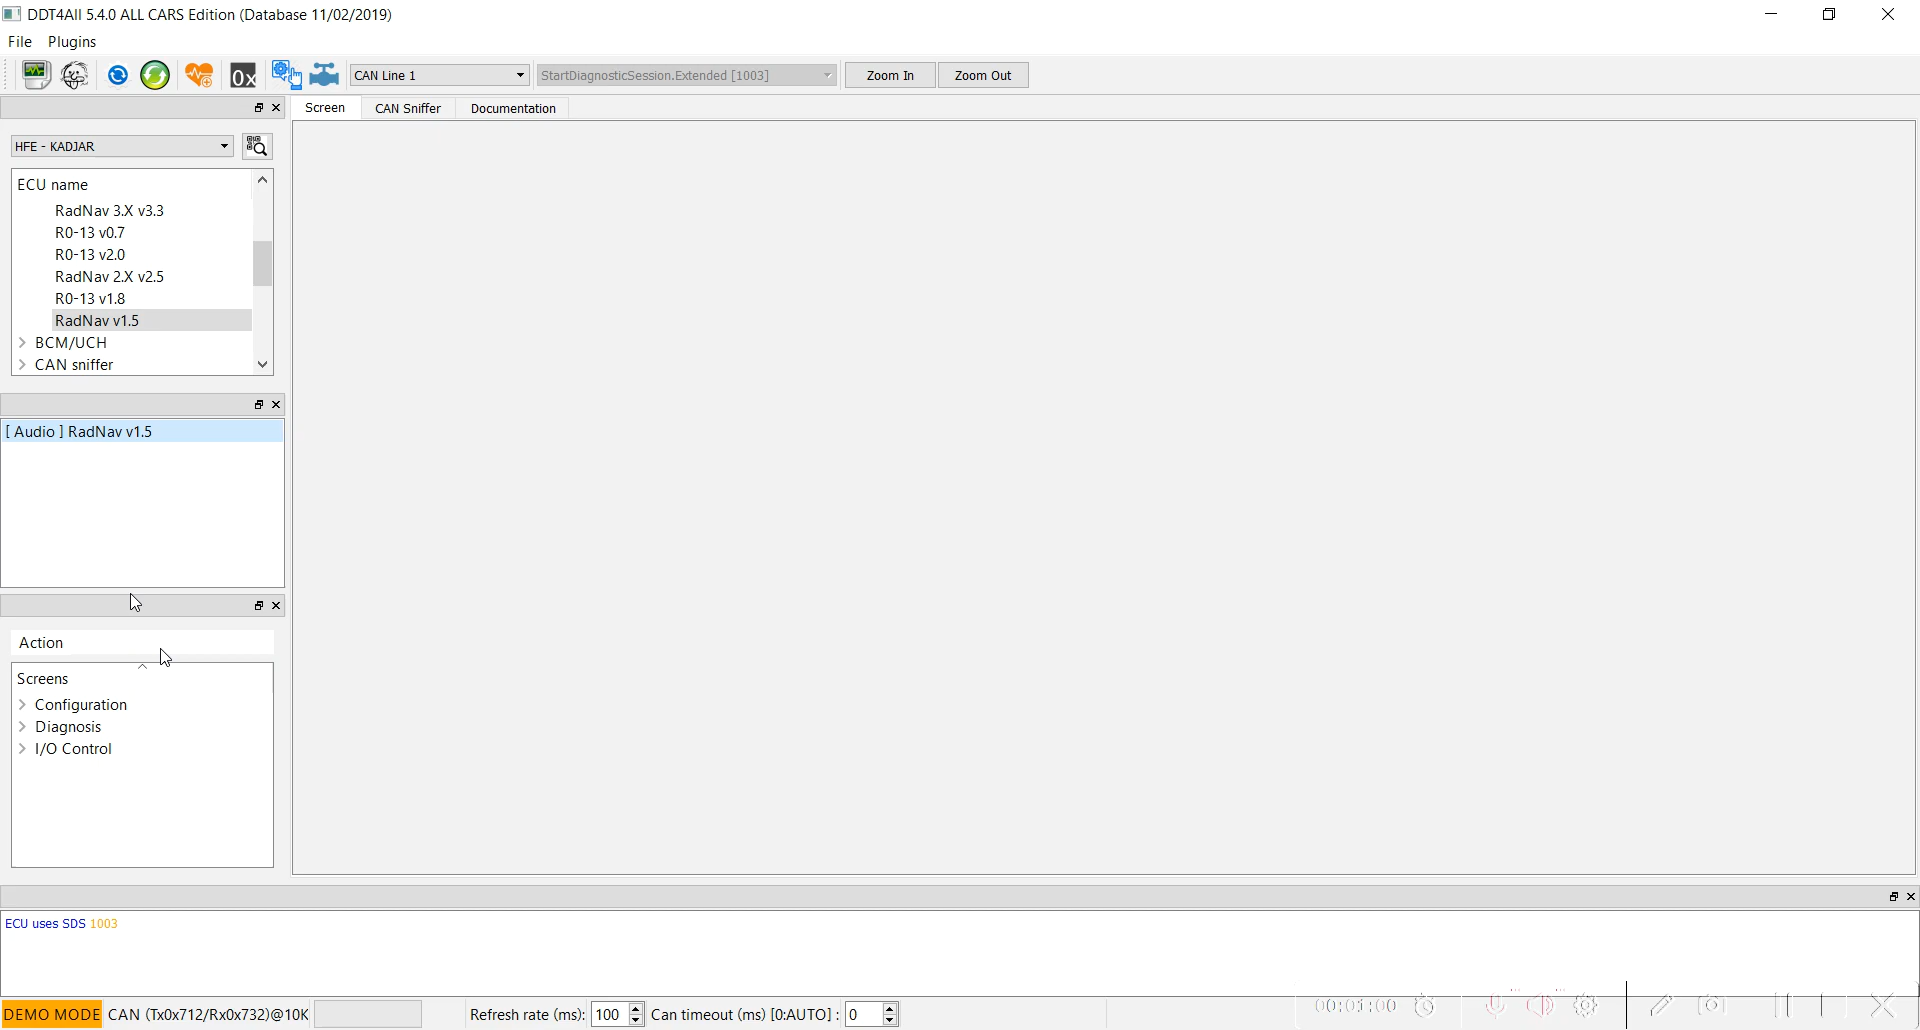 DDT4All 5.4.0 ALL CARS Edition (Database 11/02/2019)
File Plugins
0x CAN Line 1 StartDiagnosticSession.Extended [1003] Zoom In Zoom Out
Screen CAN Sniffer Documentation
HFE - KADJAR
ECU name
RadNav 3.X v3.3
R0-13 v0.7
R0-13 v2.0
RadNav 2.X v2.5
R0-13 v1.8
RadNav v1.5
BCM/UCH
CAN sniffer
[ Audio ] RadNav v1.5
Action
Screens
Configuration
Diagnosis
I/O Control
ECU uses SDS 1003
DEMO MODE CAN (Tx0x712/Rx0x732)@10K Refresh rate (ms): 100 Can timeout (ms) [0:AUTO] : 0 00:01:00